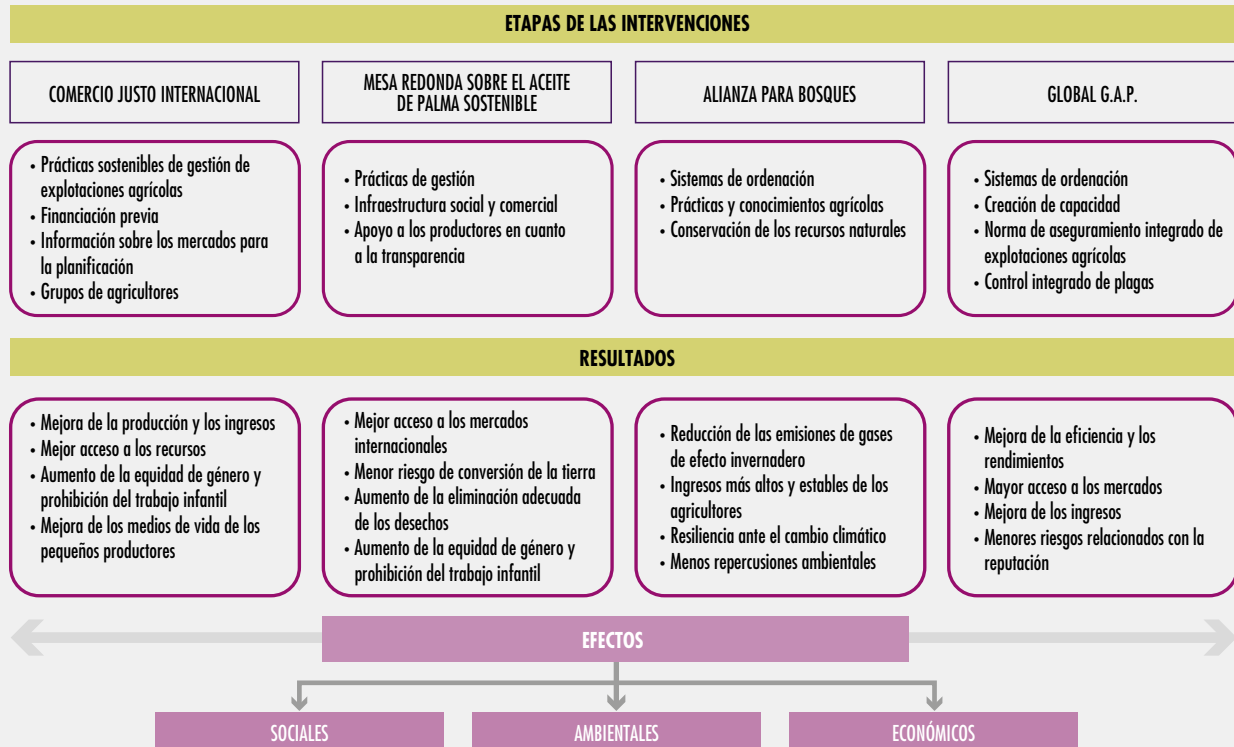 ETAPAS DE LAS INTERVENCIONES
COMERCIO JUSTO INTERNACIONAL
MESA REDONDA SOBRE EL ACEITE
DE PALMA SOSTENIBLE
ALIANZA PARA BOSQUES
GLOBAL G.A.P.
• Prácticas sostenibles de gestión de
explotaciones agrícolas
• Financiación previa
• Información sobre los mercados para
la planificación
• Grupos de agricultores
• Prácticas de gestión
• Infraestructura social y comercial
• Apoyo a los productores en cuanto
a la transparencia
• Sistemas de ordenación
• Prácticas y conocimientos agrícolas
• Conservación de los recursos naturales
• Sistemas de ordenación
• Creación de capacidad
• Norma de aseguramiento integrado de
explotaciones agrícolas
• Control integrado de plagas
RESULTADOS
• Mejora de la producción y los ingresos
• Mejor acceso a los recursos
• Aumento de la equidad de género y
prohibición del trabajo infantil
• Mejora de los medios de vida de los
pequeños productores
• Mejor acceso a los mercados
internacionales
• Menor riesgo de conversión de la tierra
• Aumento de la eliminación adecuada
de los desechos
• Aumento de la equidad de género y
prohibición del trabajo infantil
• Reducción de las emisiones de gases
de efecto invernadero
• Ingresos más altos y estables de los
agricultores
• Resiliencia ante el cambio climático
• Menos repercusiones ambientales
• Mejora de la eficiencia y los
rendimientos
• Mayor acceso a los mercados
• Mejora de los ingresos
• Menores riesgos relacionados con la
reputación
EFECTOS
SOCIALES
AMBIENTALES
ECONÓMICOS